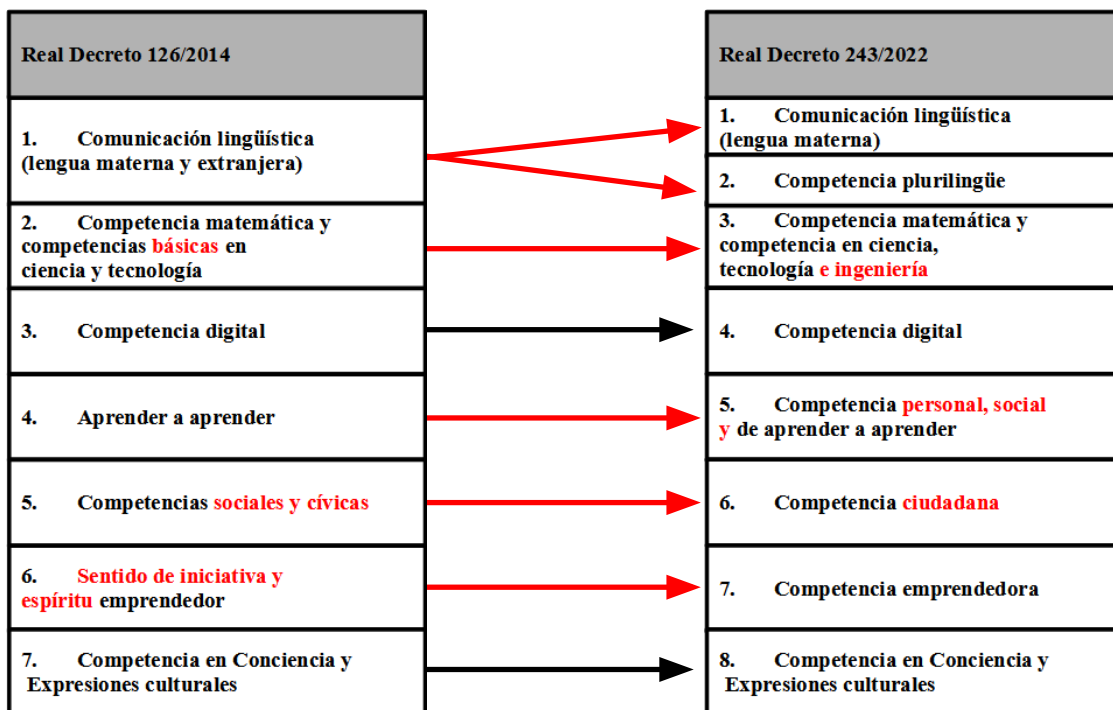 Real Decreto 126/2014
1. Comunicación lingüística
(lengua materna y extranjera)
2. Competencia matemática y
competencias básicas en
ciencia y tecnología
3. Competencia digital
4. Aprender a aprender
5. Competencias sociales y cívicas
6. Sentido de iniciativa y
espíritu emprendedor
7. Competencia en Conciencia y
Expresiones culturales
Real Decreto 243/2022
1. Comunicación lingüística
(lengua materna)
2. Competencia plurilingüe
3. Competencia matemática y
competencia en ciencia,
tecnología e ingeniería
4. Competencia digital
5. Competencia personal, social
y de aprender a aprender
6. Competencia ciudadana
7. Competencia emprendedora
8. Competencia en Conciencia y
Expresiones culturales